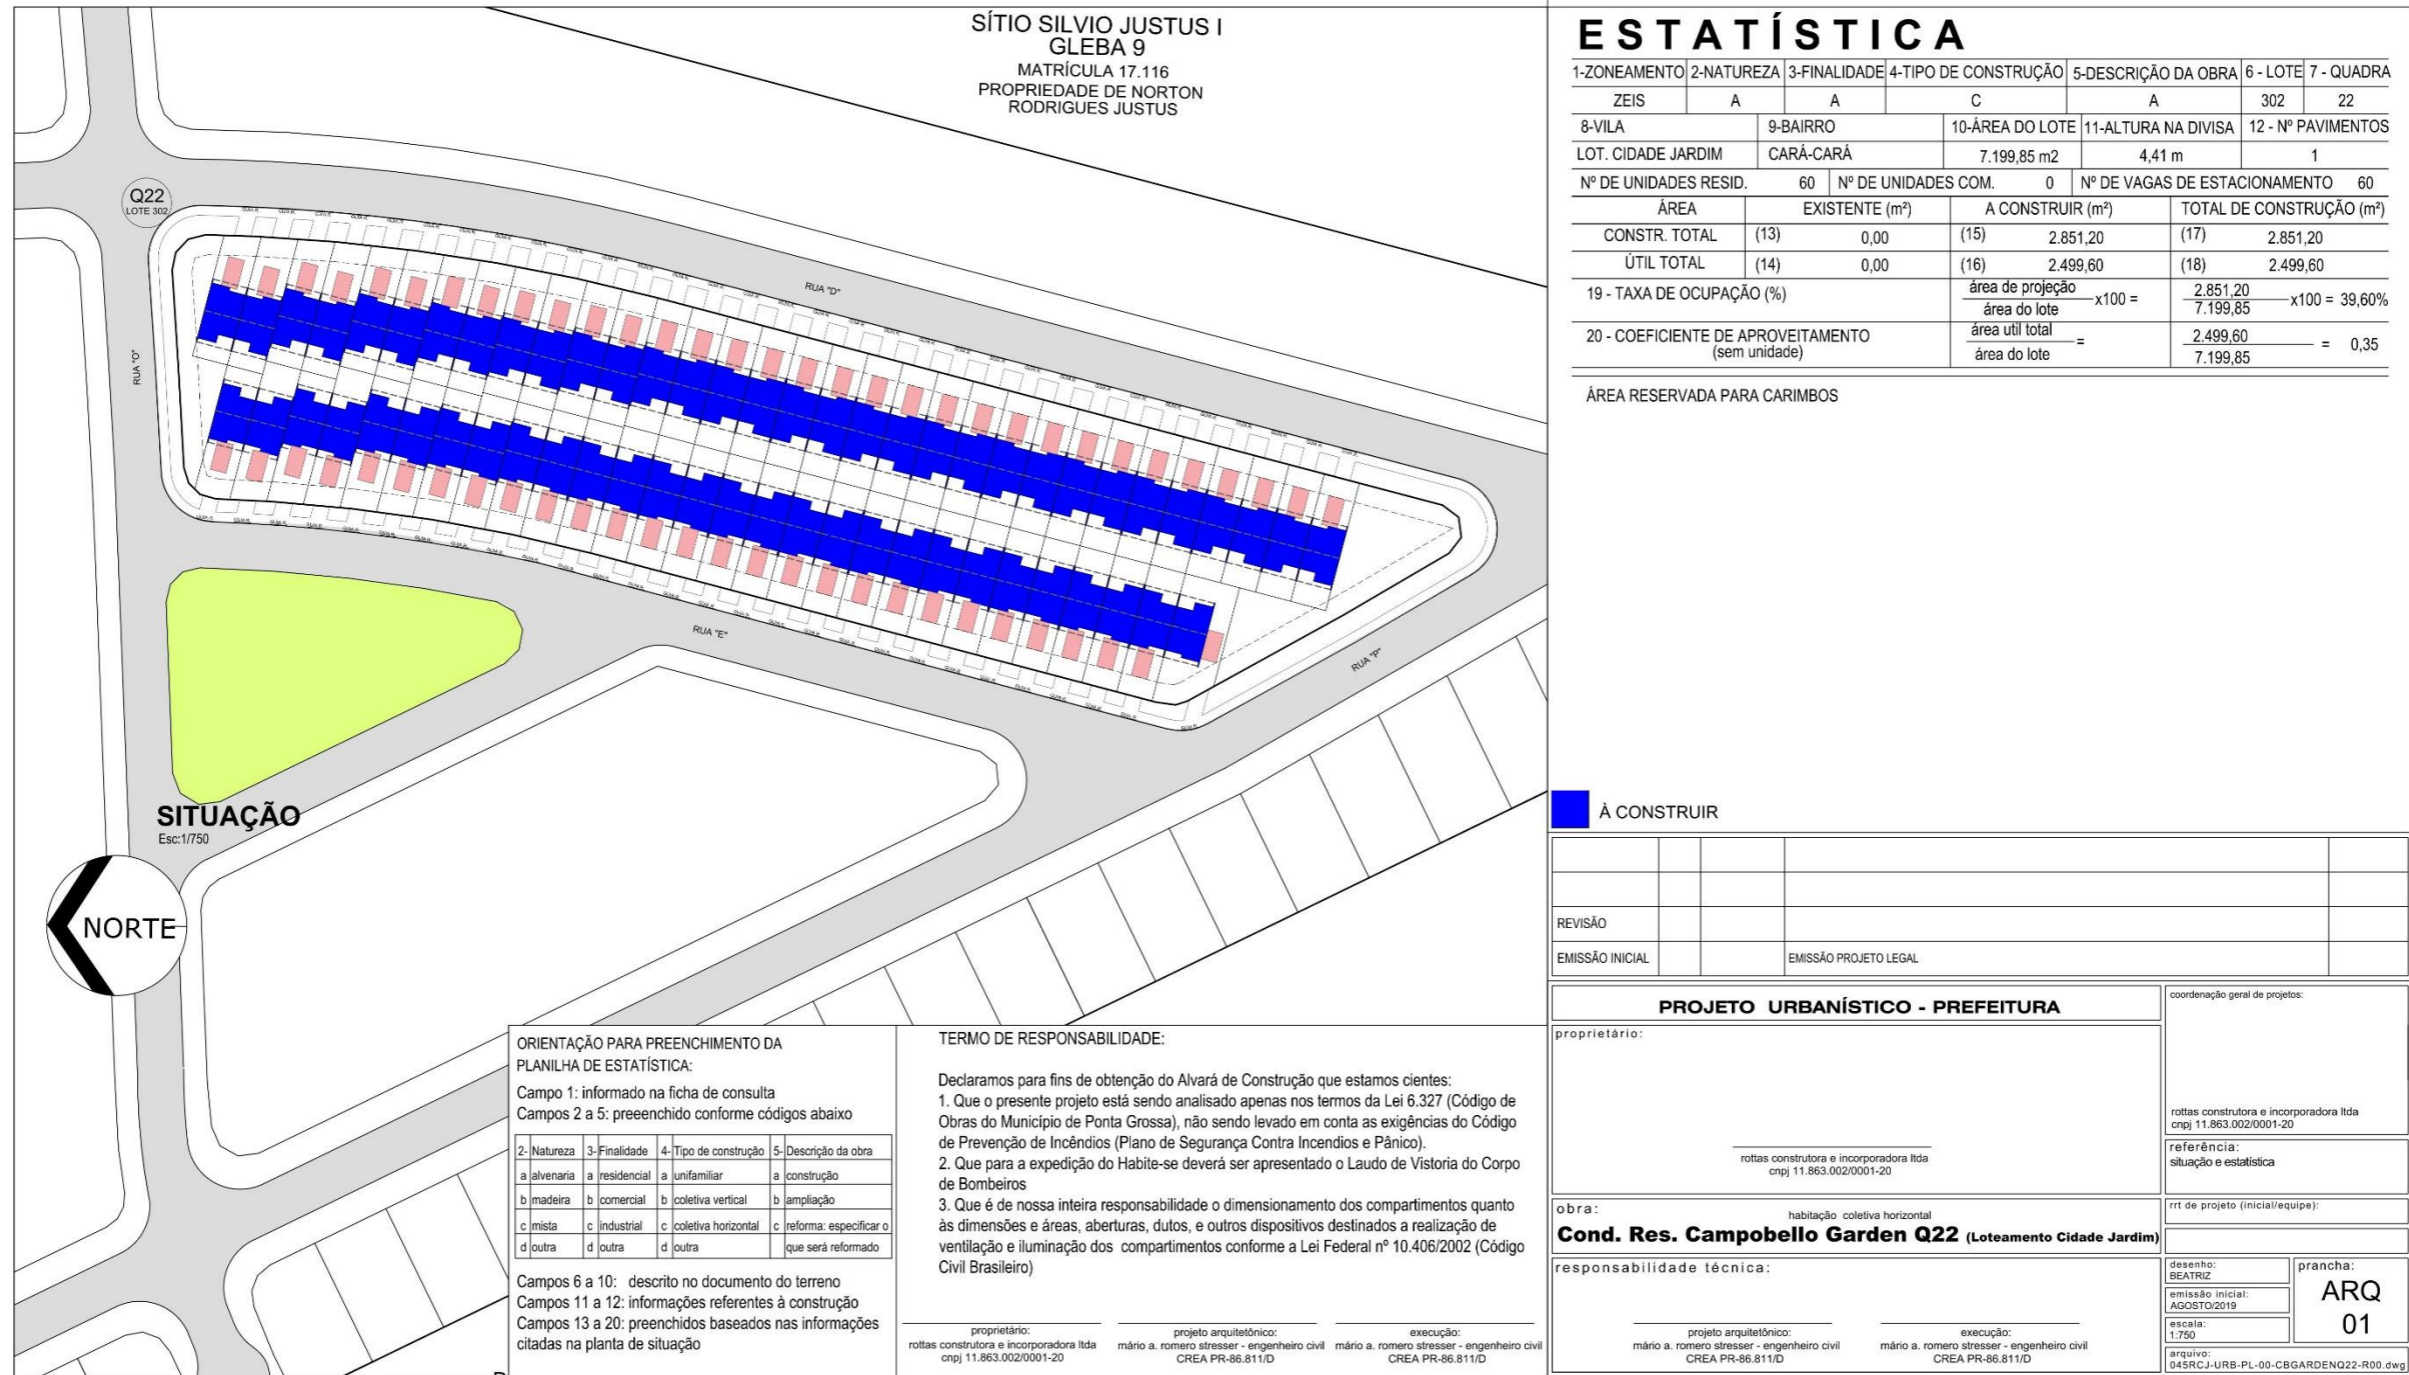 SÍTIO SILVIO JUSTUS I
GLEBA 9
MATRÍCULA 17.116
PROPRIEDADE DE NORTON
RODRIGUES JUSTUS
Q22
LOTE 302
RUA "D"
RUA "O"
RUA "E"
RUA "P"
SITUAÇÃO
Esc:1/750
NORTE
ORIENTAÇÃO PARA PREENCHIMENTO DA
PLANILHA DE ESTATÍSTICA:
Campo 1: informado na ficha de consulta
Campos 2 a 5: preeenchido conforme códigos abaixo
2- Natureza 3- Finalidade 4- Tipo de construção 5- Descrição da obra
a alvenaria a residencial a unifamiliar a construção
b madeira b comercial b coletiva vertical b ampliação
c mista c industrial c coletiva horizontal c reforma: especificar o
d outra d outra d outra que será reformado
Campos 6 a 10: descrito no documento do terreno
Campos 11 a 12: informações referentes à construção
Campos 13 a 20: preenchidos baseados nas informações
citadas na planta de situação
TERMO DE RESPONSABILIDADE:
Declaramos para fins de obtenção do Alvará de Construção que estamos cientes:
1. Que o presente projeto está sendo analisado apenas nos termos da Lei 6.327 (Código de
Obras do Município de Ponta Grossa), não sendo levado em conta as exigências do Código
de Prevenção de Incêndios (Plano de Segurança Contra Incendios e Pânico).
2. Que para a expedição do Habite-se deverá ser apresentado o Laudo de Vistoria do Corpo
de Bombeiros
3. Que é de nossa inteira responsabilidade o dimensionamento dos compartimentos quanto
às dimensões e áreas, aberturas, dutos, e outros dispositivos destinados a realização de
ventilação e iluminação dos compartimentos conforme a Lei Federal nº 10.406/2002 (Código
Civil Brasileiro)
proprietário:
rottas construtora e incorporadora ltda
cnpj 11.863.002/0001-20
projeto arquitetônico:
mário a. romero stresser - engenheiro civil
CREA PR-86.811/D
execução:
mário a. romero stresser - engenheiro civil
CREA PR-86.811/D
ESTATÍSTICA
1-ZONEAMENTO 2-NATUREZA 3-FINALIDADE 4-TIPO DE CONSTRUÇÃO 5-DESCRIÇÃO DA OBRA 6 - LOTE 7 - QUADRA
ZEIS A A C A 302 22
8-VILA 9-BAIRRO 10-ÁREA DO LOTE 11-ALTURA NA DIVISA 12 - Nº PAVIMENTOS
LOT. CIDADE JARDIM CARÁ-CARÁ 7.199,85 m2 4,41 m 1
Nº DE UNIDADES RESID. 60 Nº DE UNIDADES COM. 0 Nº DE VAGAS DE ESTACIONAMENTO 60
ÁREA EXISTENTE (m²) A CONSTRUIR (m²) TOTAL DE CONSTRUÇÃO (m²)
CONSTR. TOTAL (13) 0,00 (15) 2.851,20 (17) 2.851,20
ÚTIL TOTAL (14) 0,00 (16) 2.499,60 (18) 2.499,60
19 - TAXA DE OCUPAÇÃO (%) área de projeção x100 = 2.851,20 x100 = 39,60%
área do lote 7.199,85
20 - COEFICIENTE DE APROVEITAMENTO área util total = 2.499,60 = 0,35
(sem unidade) área do lote 7.199,85
ÁREA RESERVADA PARA CARIMBOS
À CONSTRUIR
REVISÃO
EMISSÃO INICIAL EMISSÃO PROJETO LEGAL
PROJETO URBANÍSTICO - PREFEITURA
proprietário:
rottas construtora e incorporadora ltda
cnpj 11.863.002/0001-20
coordenação geral de projetos:
rottas construtora e incorporadora ltda
cnpj 11.863.002/0001-20
referência:
situação e estatística
obra:
habitação coletiva horizontal
Cond. Res. Campobello Garden Q22 (Loteamento Cidade Jardim)
rrt de projeto (inicial/equipe):
responsabilidade técnica:
projeto arquitetônico:
mário a. romero stresser - engenheiro civil
CREA PR-86.811/D
execução:
mário a. romero stresser - engenheiro civil
CREA PR-86.811/D
desenho:
BEATRIZ
emissão inicial:
AGOSTO/2019
escala:
1:750
prancha:
ARQ
01
arquivo:
045RCJ-URB-PL-00-CBGARDENQ22-R00.dwg